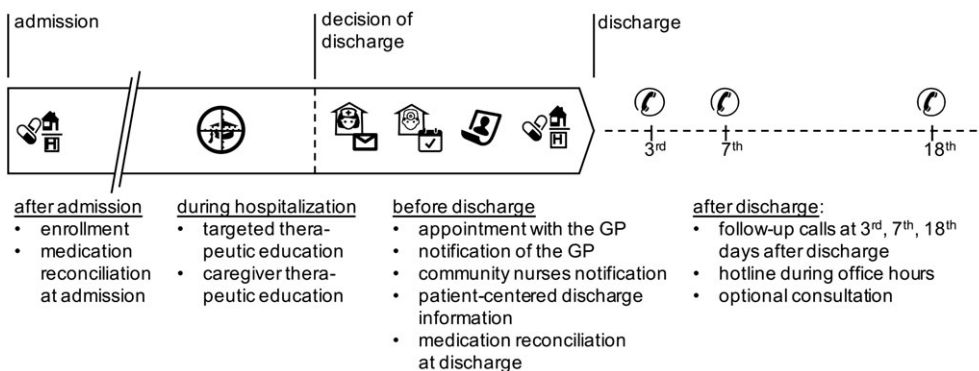 admission
decision of
discharge
discharge
H
H
3rd
7th
18th
after admission
• enrollment
• medication
reconciliation
at admission
during hospitalization
• targeted thera-
peutic education
• caregiver thera-
peutic education
before discharge
• appointment with the GP
• notification of the GP
• community nurses notification
• patient-centered discharge
information
• medication reconciliation
at discharge
after discharge:
• follow-up calls at 3rd, 7th, 18th
days after discharge
• hotline during office hours
• optional consultation